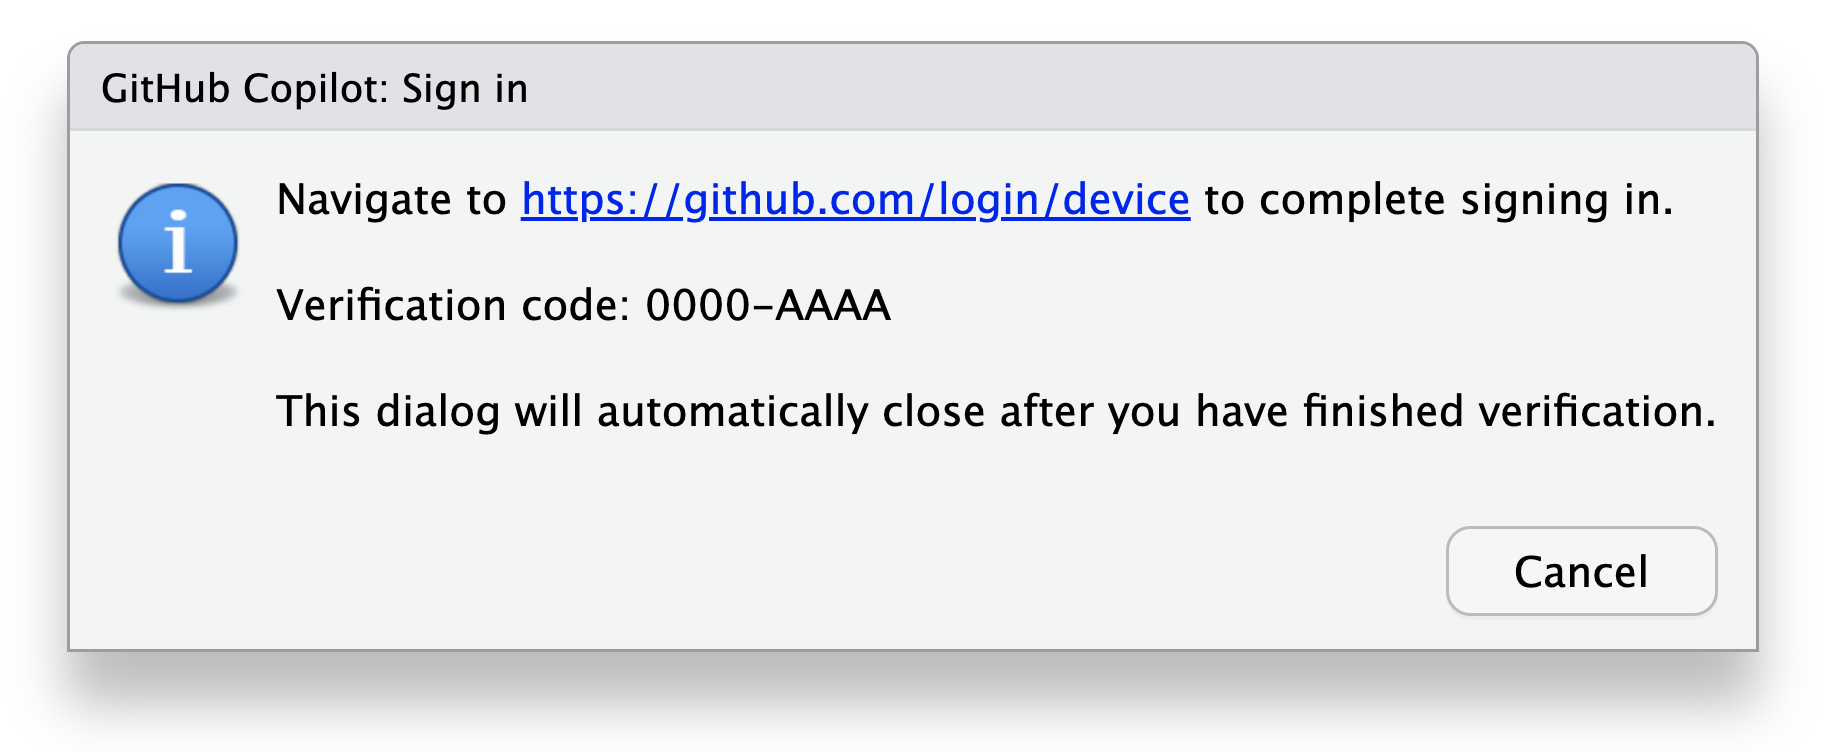 GitHub Copilot: Sign in
Navigate to https://github.com/login/device to complete signing in.
Verification code: 0000-AAAA
This dialog will automatically close after you have finished verification.
Cancel